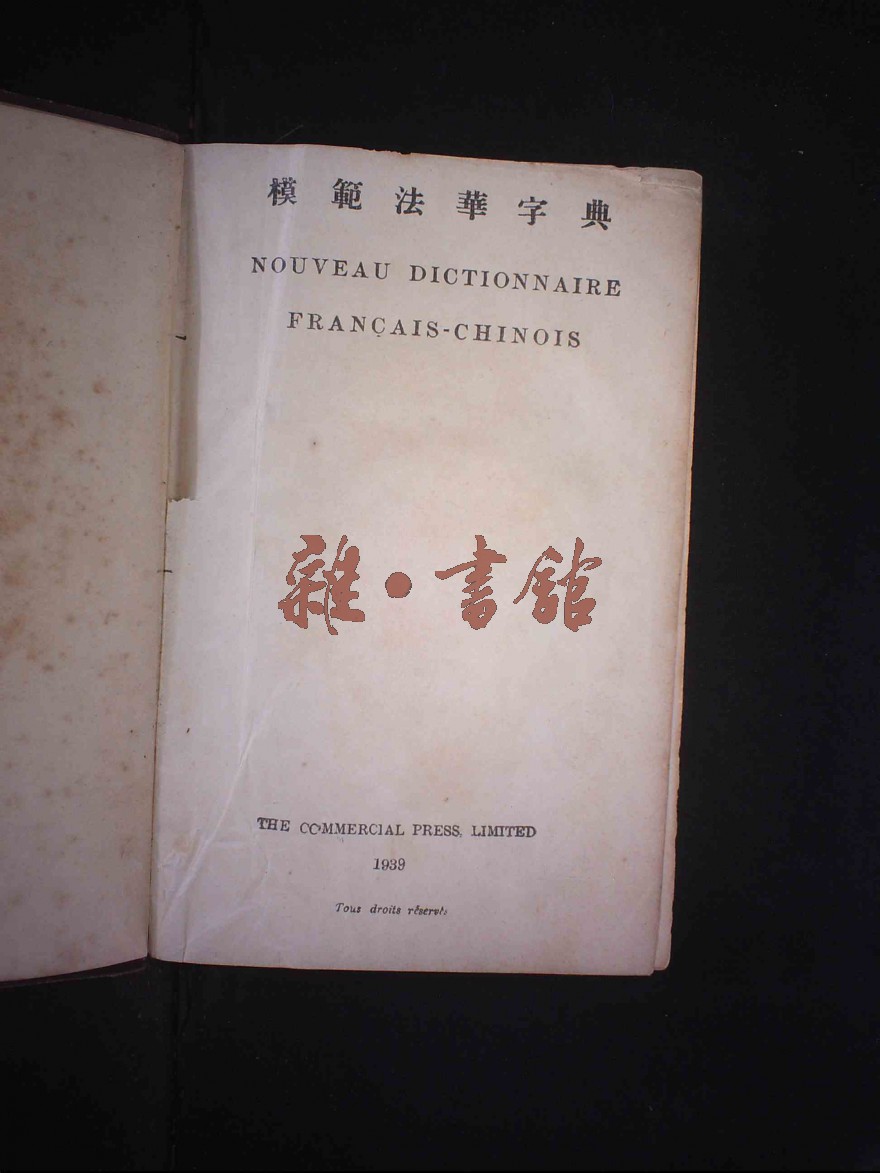 模範法華字典
NOUVEAU DICTIONNAIRE
FRANÇAIS-CHINOIS
雜·書館
THE COMMERCIAL PRESS, LIMITED
1939
Tous droits réservés